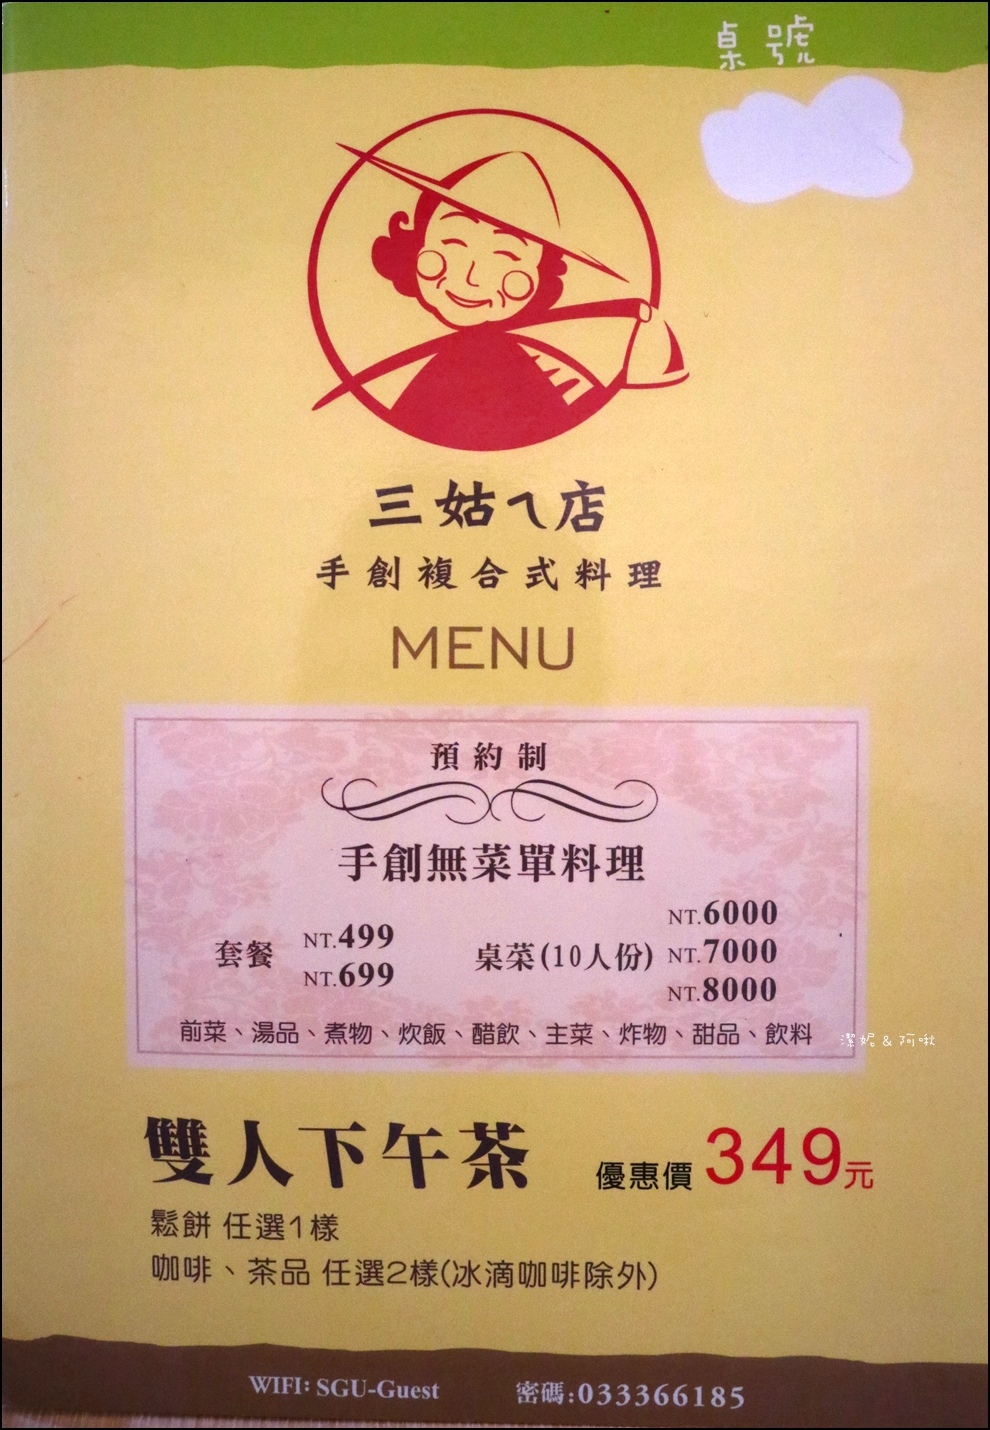 桌號
三姑ㄟ店
手創複合式料理
MENU
預約制
手創無菜單料理
套餐 NT.499
NT.699
桌菜(10人份) NT.6000
NT.7000
NT.8000
前菜、湯品、煮物、炊飯、醋飲、主菜、炸物、甜品、飲料
潔妮&阿啾
雙人下午茶 優惠價349元
鬆餅 任選1樣
咖啡、茶品 任選2樣(冰滴咖啡除外)
WIFI: SGU-Guest 密碼:033366185